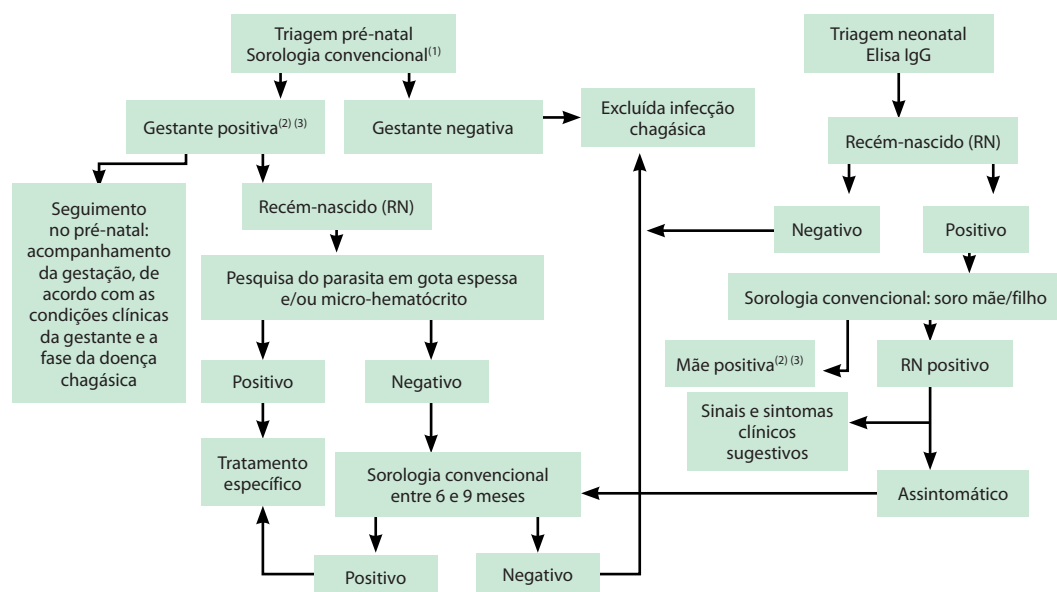 Triagem pré-natal
Sorologia convencional(1)
Triagem neonatal
Elisa IgG
Gestante positiva(2) (3)
Gestante negativa
Excluída infecção
chagásica
Recém-nascido (RN)
Seguimento
no pré-natal:
acompanhamento
da gestação, de
acordo com as
condições clínicas
da gestante e a
fase da doença
chagásica
Recém-nascido (RN)
Negativo
Positivo
Pesquisa do parasita em gota espessa
e/ou micro-hematócrito
Sorologia convencional: soro mãe/filho
Positivo
Negativo
Mãe positiva(2) (3)
RN positivo
Sinais e sintomas
clínicos
sugestivos
Tratamento
específico
Sorologia convencional
entre 6 e 9 meses
Assintomático
Positivo
Negativo